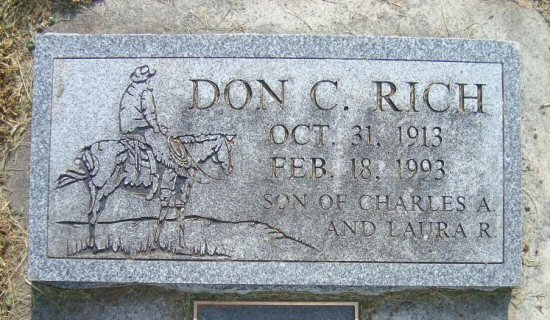 DON C. RICH
OCT. 31, 1913
FEB. 18, 1993
SON OF CHARLES A.
AND LAURA R.